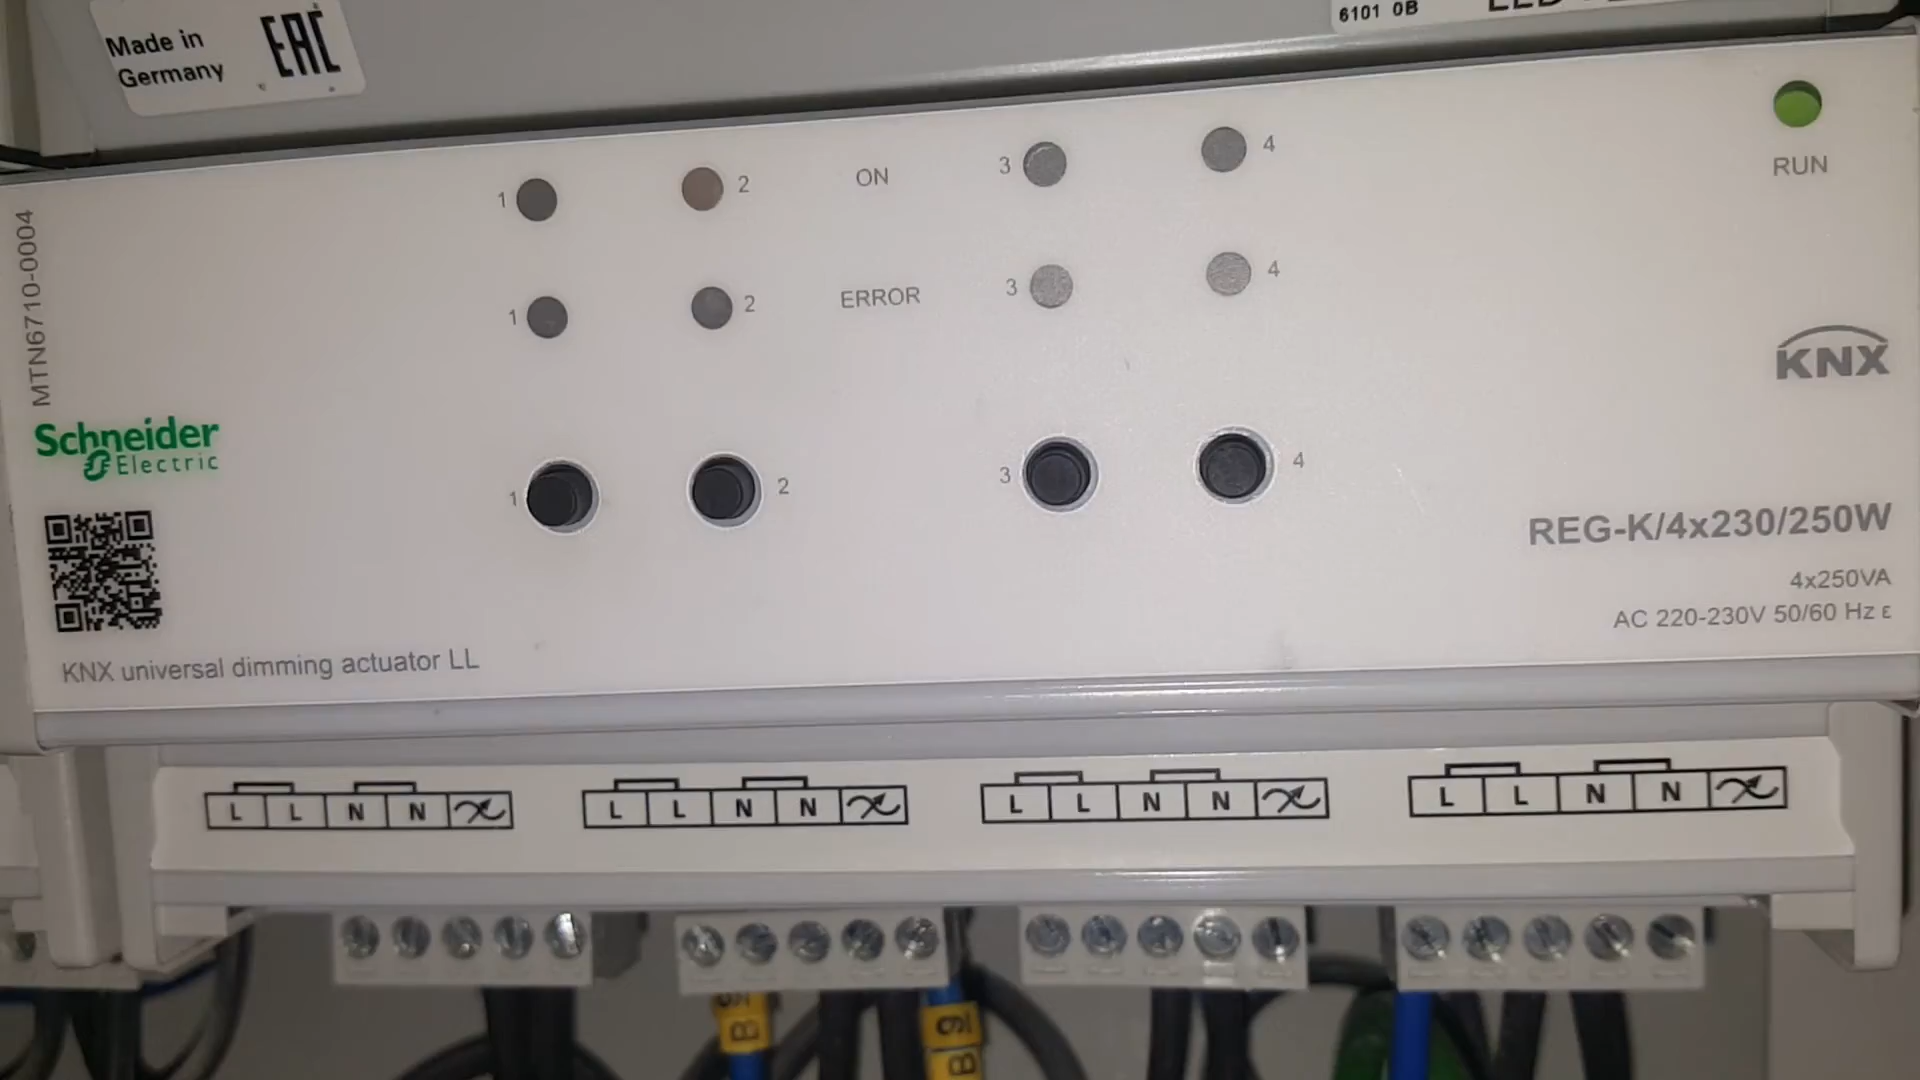 Made in
Germany
EAC
6101 0B
MTN6710-0004
1 2 ON 3 4
RUN
1 2 ERROR 3 4
KNX
Schneider
Electric
1 2 3 4
REG-K/4x230/250W
4x250VA
AC 220-230V 50/60 Hz ε
KNX universal dimming actuator LL
L L N N
L L N N
L L N N
L L N N
B 9
B 9